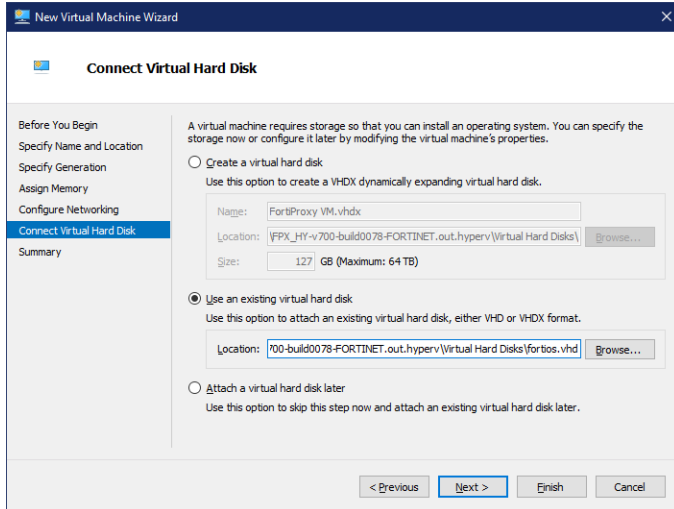 New Virtual Machine Wizard
Connect Virtual Hard Disk
Before You Begin
Specify Name and Location
Specify Generation
Assign Memory
Configure Networking
Connect Virtual Hard Disk
Summary
A virtual machine requires storage so that you can install an operating system. You can specify the
storage now or configure it later by modifying the virtual machine's properties.
Create a virtual hard disk
Use this option to create a VHDX dynamically expanding virtual hard disk.
Name: FortiProxy VM.vhdx
Location: \FPX_HY-v700-build0078-FORTINET.out.hyperv\Virtual Hard Disks\ Browse...
Size: 127 GB (Maximum: 64 TB)
Use an existing virtual hard disk
Use this option to attach an existing virtual hard disk, either VHD or VHDX format.
Location: 700-build0078-FORTINET.out.hyperv\Virtual Hard Disks\fortios.vhd Browse...
Attach a virtual hard disk later
Use this option to skip this step now and attach an existing virtual hard disk later.
< Previous Next > Finish Cancel